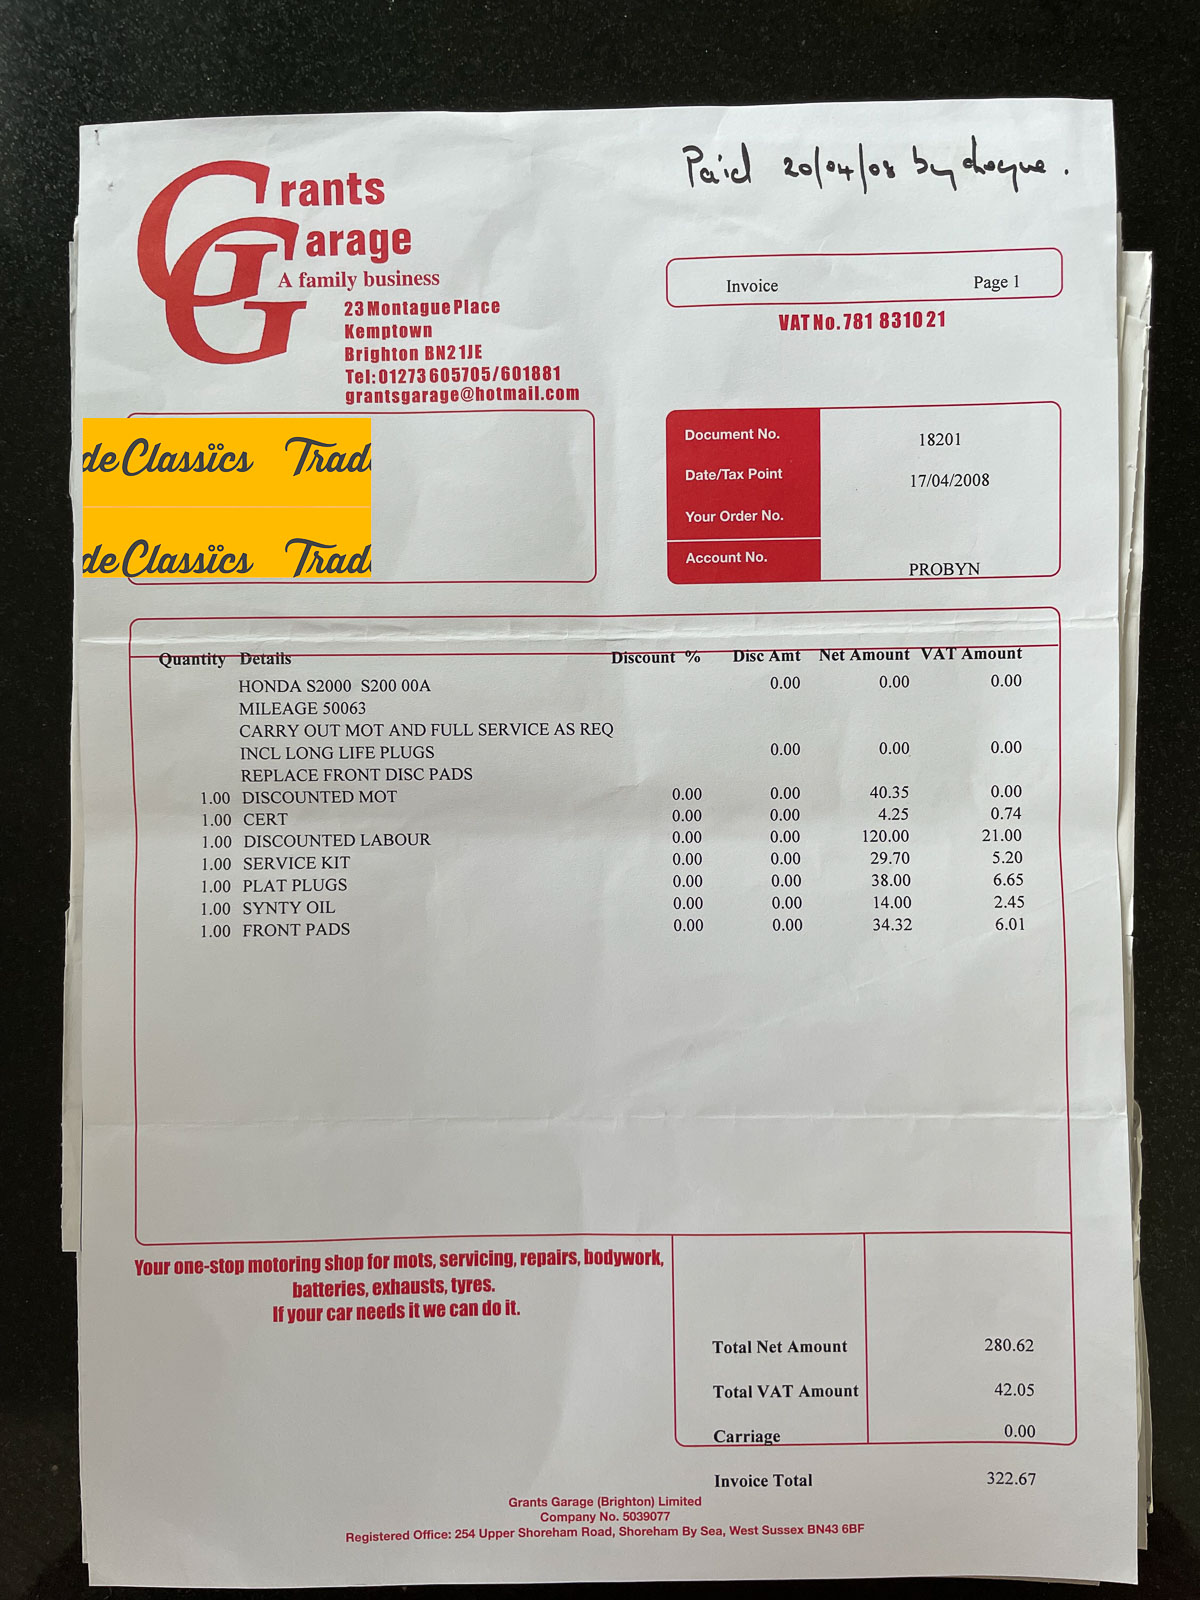 Paid 20/04/08 by cheque.
Grants
Garage
A family business
23 Montague Place
Kemptown
Brighton BN2 1JE
Tel: 01273 605705/601881
grantsgarage@hotmail.com
Invoice Page 1
VAT No. 781 8310 21
de Classics Trad
de Classics Trad
Document No. 18201
Date/Tax Point 17/04/2008
Your Order No.
Account No. PROBYN
Quantity Details Discount % Disc Amt Net Amount VAT Amount
HONDA S2000 S200 00A 0.00 0.00 0.00
MILEAGE 50063
CARRY OUT MOT AND FULL SERVICE AS REQ
INCL LONG LIFE PLUGS 0.00 0.00 0.00
REPLACE FRONT DISC PADS
1.00 DISCOUNTED MOT 0.00 0.00 40.35 0.00
1.00 CERT 0.00 0.00 4.25 0.74
1.00 DISCOUNTED LABOUR 0.00 0.00 120.00 21.00
1.00 SERVICE KIT 0.00 0.00 29.70 5.20
1.00 PLAT PLUGS 0.00 0.00 38.00 6.65
1.00 SYNTY OIL 0.00 0.00 14.00 2.45
1.00 FRONT PADS 0.00 0.00 34.32 6.01
Your one-stop motoring shop for mots, servicing, repairs, bodywork,
batteries, exhausts, tyres.
If your car needs it we can do it.
Total Net Amount 280.62
Total VAT Amount 42.05
Carriage 0.00
Invoice Total 322.67
Grants Garage (Brighton) Limited
Company No. 5039077
Registered Office: 254 Upper Shoreham Road, Shoreham By Sea, West Sussex BN43 6BF